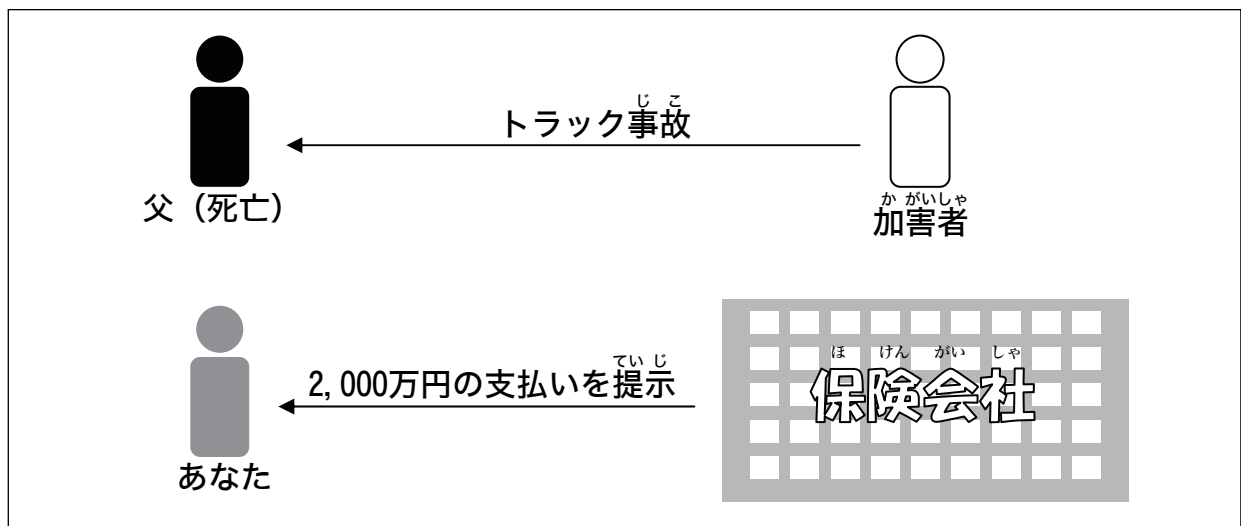 じこ
トラック事故
父（死亡）
かがいしゃ
加害者
ていじ
2,000万円の支払いを提示
ほけんがいしゃ
保険会社
あなた